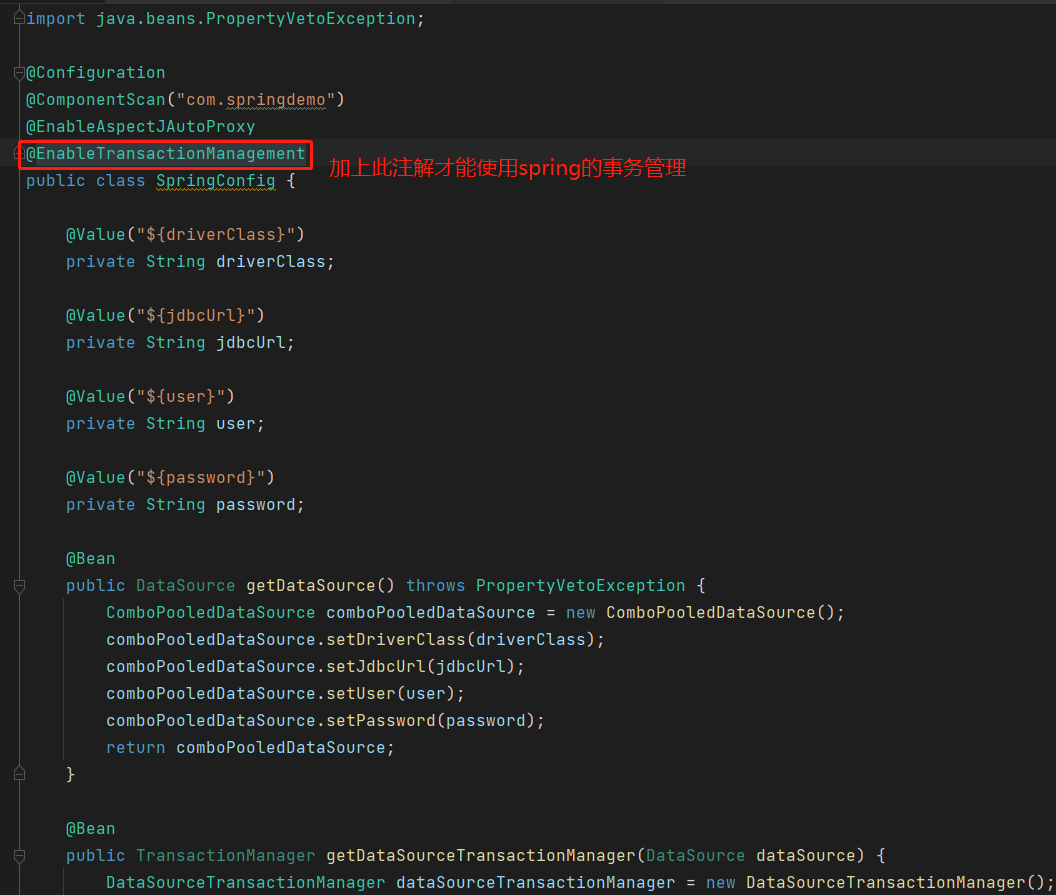 import java.beans.PropertyVetoException;
@Configuration
@ComponentScan("com.springdemo")
@EnableAspectJAutoProxy
@EnableTransactionManagement
加上此注解才能使用spring的事务管理
public class SpringConfig {
@Value("${driverClass}")
private String driverClass;
@Value("${jdbcUrl}")
private String jdbcUrl;
@Value("${user}")
private String user;
@Value("${password}")
private String password;
@Bean
public DataSource getDataSource() throws PropertyVetoException {
ComboPooledDataSource comboPooledDataSource = new ComboPooledDataSource();
comboPooledDataSource.setDriverClass(driverClass);
comboPooledDataSource.setJdbcUrl(jdbcUrl);
comboPooledDataSource.setUser(user);
comboPooledDataSource.setPassword(password);
return comboPooledDataSource;
}
@Bean
public TransactionManager getDataSourceTransactionManager(DataSource dataSource) {
DataSourceTransactionManager dataSourceTransactionManager = new DataSourceTransactionManager();